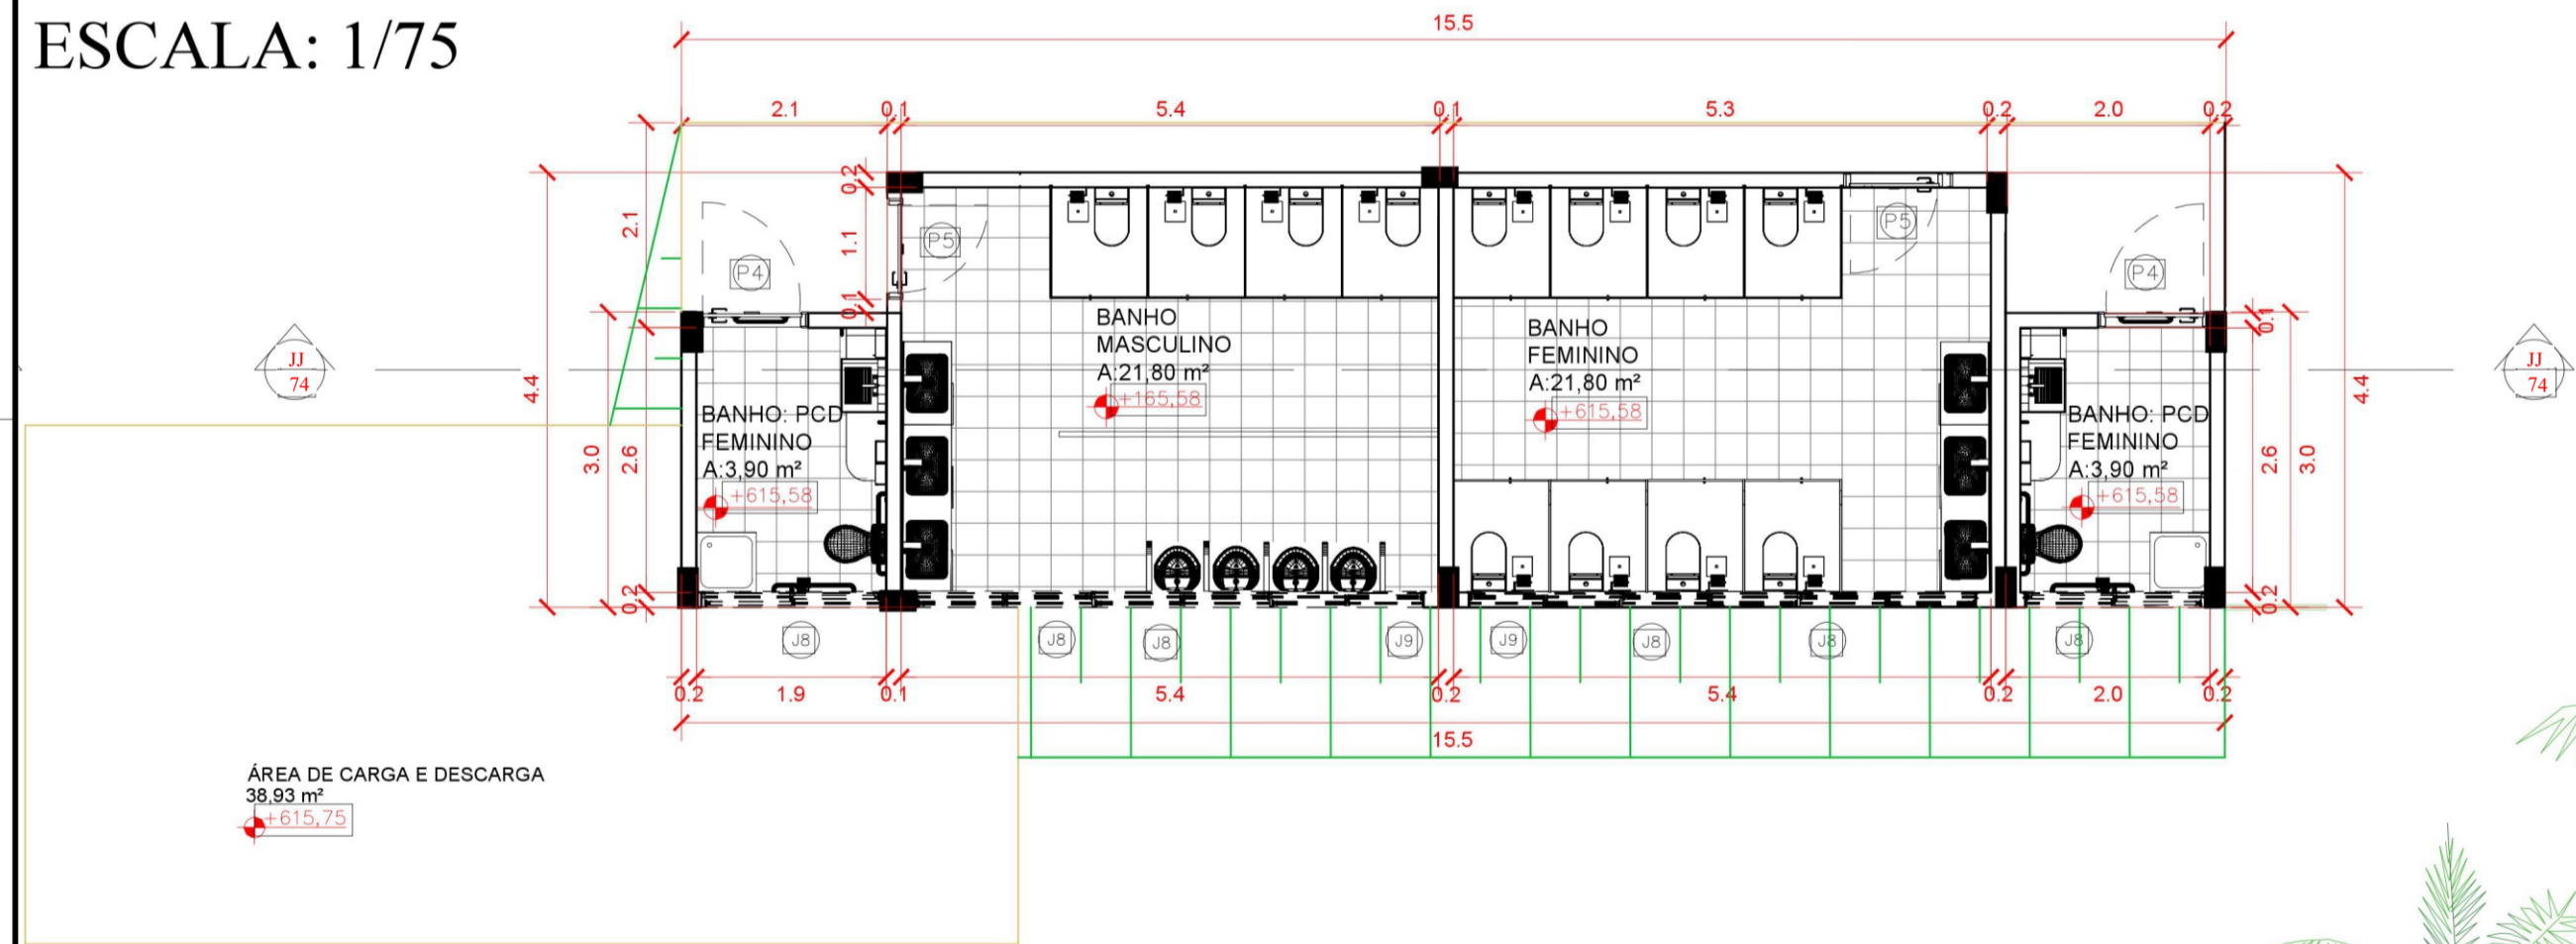 ESCALA: 1/75
15.5
2.1
0.1
5.4
0.1
5.3
0.2
2.0
0.2
0.2
2.1
1.1
0.1
4.4
3.0
2.6
0.2
P4
P5
P5
P4
JJ
74
JJ
74
BANHO
MASCULINO
A:21,80 m²
+165,58
BANHO
FEMININO
A:21,80 m²
+615,58
BANHO: PCD
FEMININO
A:3,90 m²
+615,58
BANHO: PCD
FEMININO
A:3,90 m²
+615,58
0.1
4.4
2.6
3.0
0.2
J8
J8
J8
J9
J9
J8
J8
J8
0.2
1.9
0.1
5.4
0.2
5.4
0.2
2.0
0.2
15.5
ÁREA DE CARGA E DESCARGA
38,93 m²
+615,75